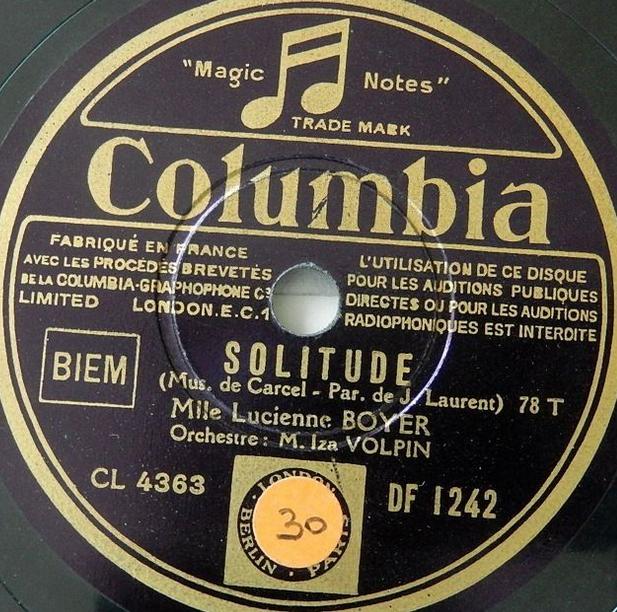 "Magic Notes"
TRADE MARK
Columbia
FABRIQUÉ EN FRANCE
AVEC LES PROCÉDÉS BREVETÉS
DE LA COLUMBIA-GRAPHOPHONE Cº
LIMITED LONDON.E.C.1
L'UTILISATION DE CE DISQUE
POUR LES AUDITIONS PUBLIQUES
DIRECTES OU POUR LES AUDITIONS
RADIOPHONIQUES EST INTERDITE
BIEM
SOLITUDE
(Mus. de Carcel - Par. de J. Laurent) 78 T
Mlle Lucienne BOYER
Orchestre: M. Iza VOLPIN
CL 4363
DF 1242
LONDON · PARIS · BERLIN ·
30